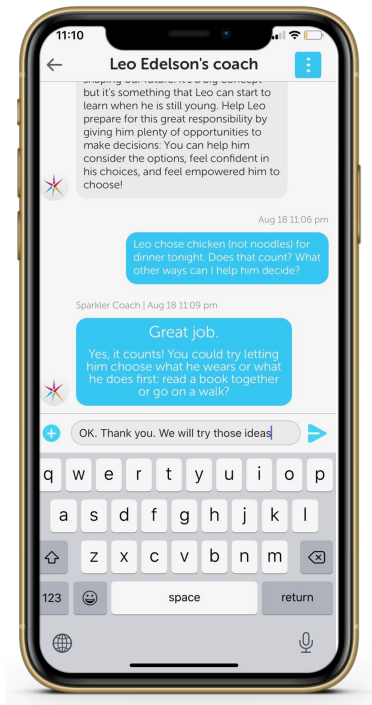 11:10
Leo Edelson's coach
shaping our future. It's a big concept
but it's something that Leo can start to
learn when he is still young. Help Leo
prepare for this great responsibility by
giving him plenty of opportunities to
make decisions: You can help him
consider the options, feel confident in
his choices, and feel empowered him to
choose!
Aug 18 11:06 pm
Leo chose chicken (not noodles) for
dinner tonight. Does that count? What
other ways can I help him decide?
Sparkler Coach | Aug 18 11:09 pm
Great job.
Yes, it counts! You could try letting
him choose what he wears or what
he does first: read a book together
or go on a walk?
OK. Thank you. We will try those ideas
q w e r t y u i o p
a s d f g h j k l
z x c v b n m
123 space return